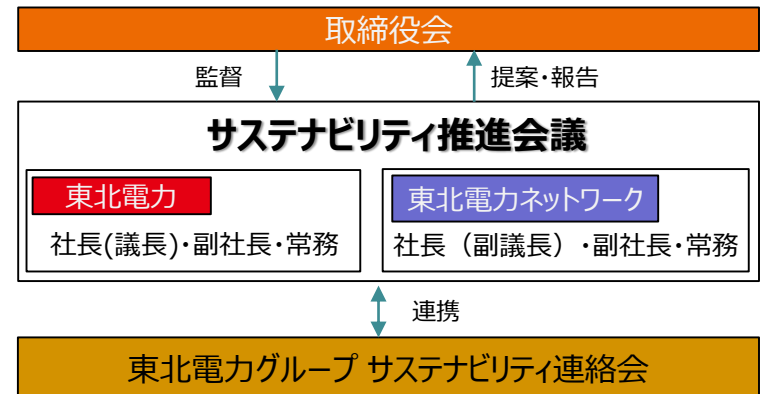 取締役会
監督
提案・報告
サステナビリティ推進会議
東北電力
社長(議長)・副社長・常務
東北電力ネットワーク
社長（副議長）・副社長・常務
連携
東北電力グループ サステナビリティ連絡会